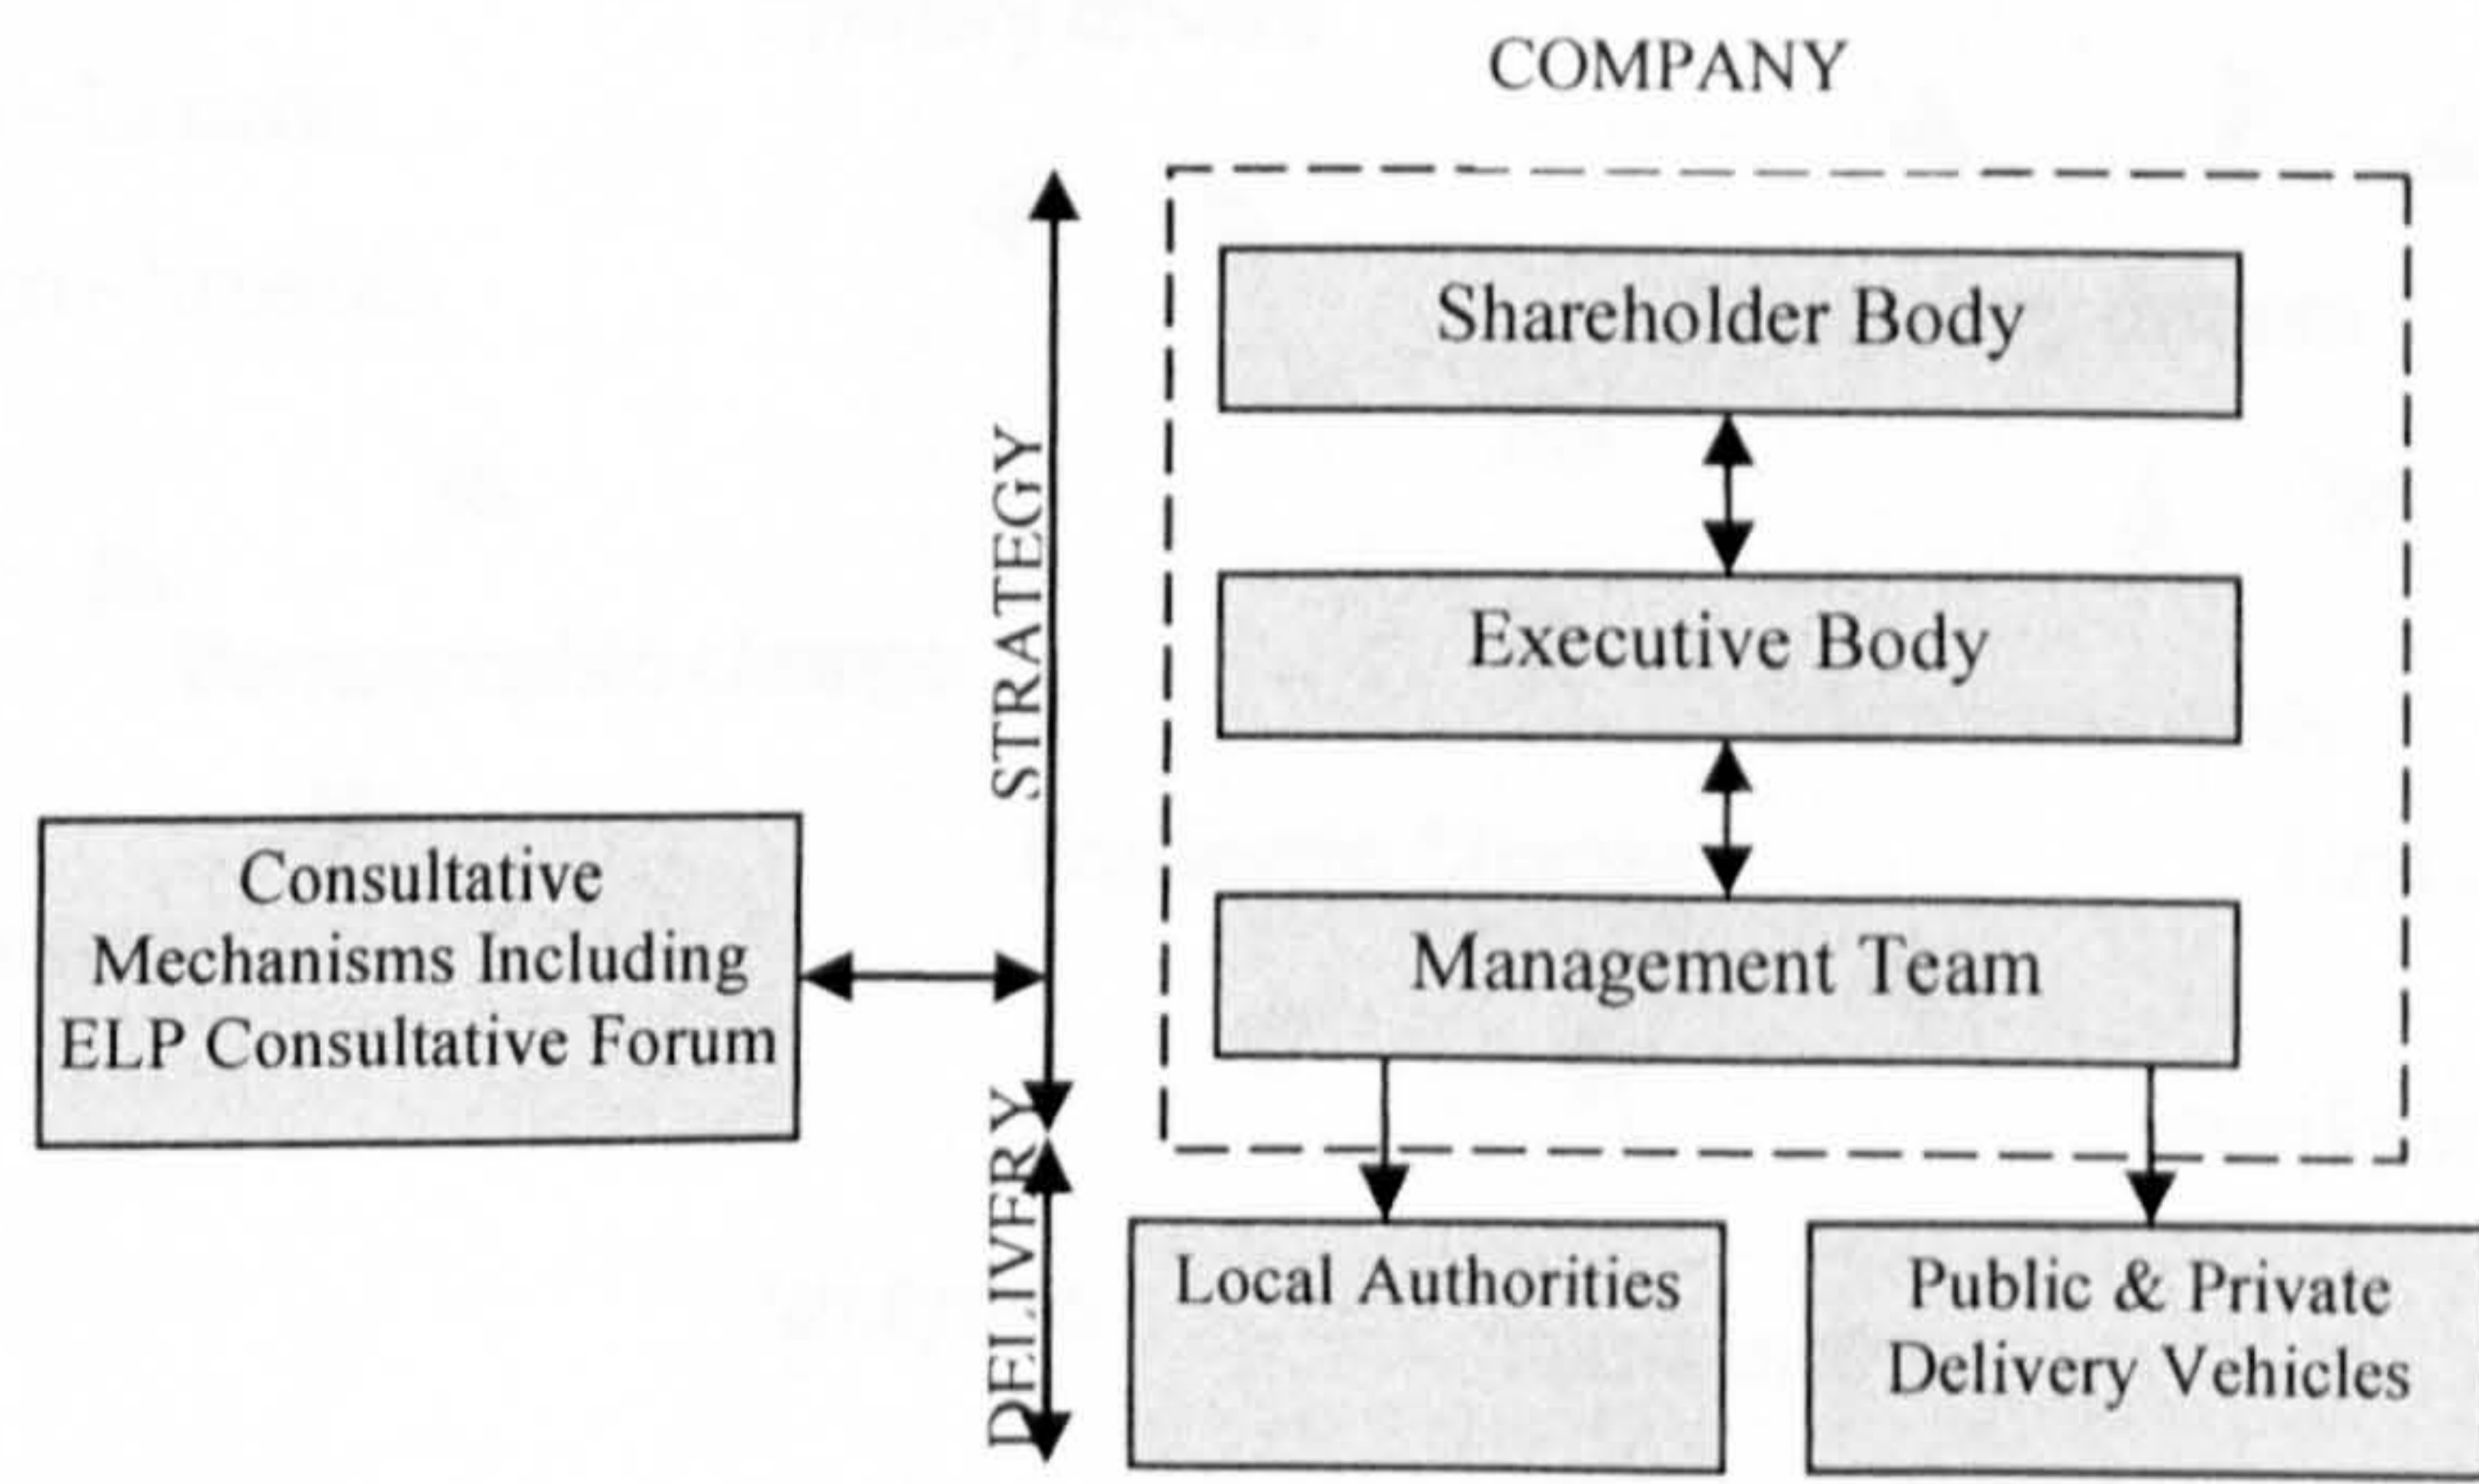 COMPANY
Shareholder Body
STRATEGY
Executive Body
Consultative
Mechanisms Including
ELP Consultative Forum
Management Team
DELIVERY
Local Authorities
Public & Private
Delivery Vehicles